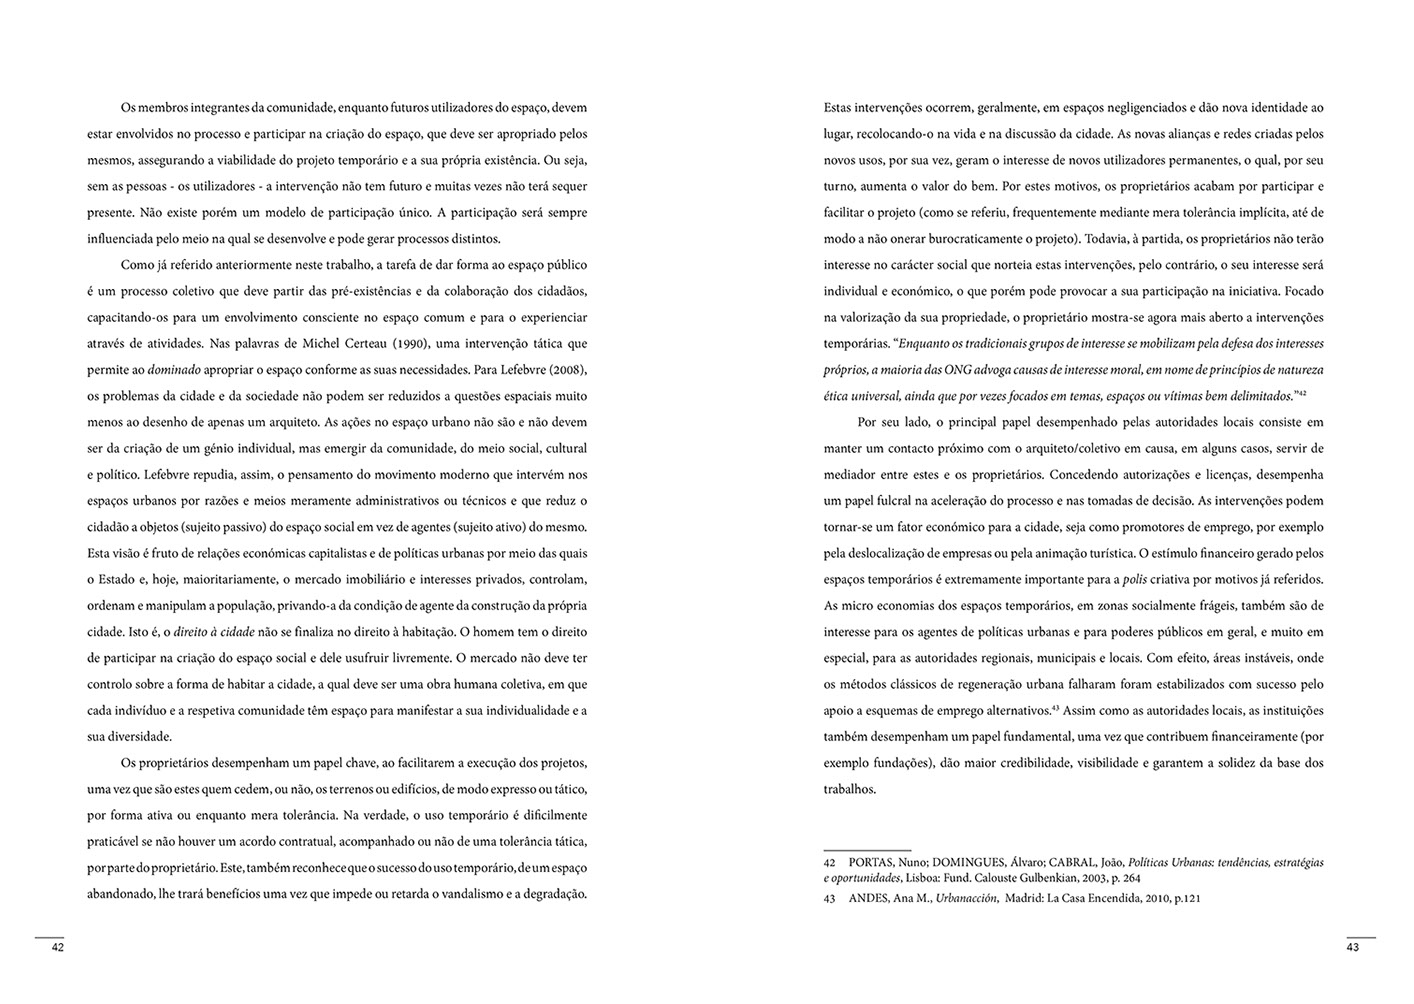 Os membros integrantes da comunidade, enquanto futuros utilizadores do espaço, devem
estar envolvidos no processo e participar na criação do espaço, que deve ser apropriado pelos
mesmos, assegurando a viabilidade do projeto temporário e a sua própria existência. Ou seja,
sem as pessoas - os utilizadores - a intervenção não tem futuro e muitas vezes não terá sequer
presente. Não existe porém um modelo de participação único. A participação será sempre
influenciada pelo meio na qual se desenvolve e pode gerar processos distintos.
Como já referido anteriormente neste trabalho, a tarefa de dar forma ao espaço público
é um processo coletivo que deve partir das pré-existências e da colaboração dos cidadãos,
capacitando-os para um envolvimento consciente no espaço comum e para o experienciar
através de atividades. Nas palavras de Michel Certeau (1990), uma intervenção tática que
permite ao dominado apropriar o espaço conforme as suas necessidades. Para Lefebvre (2008),
os problemas da cidade e da sociedade não podem ser reduzidos a questões espaciais muito
menos ao desenho de apenas um arquiteto. As ações no espaço urbano não são e não devem
ser da criação de um génio individual, mas emergir da comunidade, do meio social, cultural
e político. Lefebvre repudia, assim, o pensamento do movimento moderno que intervém nos
espaços urbanos por razões e meios meramente administrativos ou técnicos e que reduz o
cidadão a objetos (sujeito passivo) do espaço social em vez de agentes (sujeito ativo) do mesmo.
Esta visão é fruto de relações económicas capitalistas e de políticas urbanas por meio das quais
o Estado e, hoje, maioritariamente, o mercado imobiliário e interesses privados, controlam,
ordenam e manipulam a população, privando-a da condição de agente da construção da própria
cidade. Isto é, o direito à cidade não se finaliza no direito à habitação. O homem tem o direito
de participar na criação do espaço social e dele usufruir livremente. O mercado não deve ter
controlo sobre a forma de habitar a cidade, a qual deve ser uma obra humana coletiva, em que
cada indivíduo e a respetiva comunidade têm espaço para manifestar a sua individualidade e a
sua diversidade.
Os proprietários desempenham um papel chave, ao facilitarem a execução dos projetos,
uma vez que são estes quem cedem, ou não, os terrenos ou edifícios, de modo expresso ou tático,
por forma ativa ou enquanto mera tolerância. Na verdade, o uso temporário é dificilmente
praticável se não houver um acordo contratual, acompanhado ou não de uma tolerância tática,
por parte do proprietário. Este, também reconhece que o sucesso do uso temporário, de um espaço
abandonado, lhe trará benefícios uma vez que impede ou retarda o vandalismo e a degradação.
42
Estas intervenções ocorrem, geralmente, em espaços negligenciados e dão nova identidade ao
lugar, recolocando-o na vida e na discussão da cidade. As novas alianças e redes criadas pelos
novos usos, por sua vez, geram o interesse de novos utilizadores permanentes, o qual, por seu
turno, aumenta o valor do bem. Por estes motivos, os proprietários acabam por participar e
facilitar o projeto (como se referiu, frequentemente mediante mera tolerância implícita, até de
modo a não onerar burocraticamente o projeto). Todavia, à partida, os proprietários não terão
interesse no carácter social que norteia estas intervenções, pelo contrário, o seu interesse será
individual e económico, o que porém pode provocar a sua participação na iniciativa. Focado
na valorização da sua propriedade, o proprietário mostra-se agora mais aberto a intervenções
temporárias. “Enquanto os tradicionais grupos de interesse se mobilizam pela defesa dos interesses
próprios, a maioria das ONG advoga causas de interesse moral, em nome de princípios de natureza
ética universal, ainda que por vezes focados em temas, espaços ou vítimas bem delimitados.”42
Por seu lado, o principal papel desempenhado pelas autoridades locais consiste em
manter um contacto próximo com o arquiteto/coletivo em causa, em alguns casos, servir de
mediador entre estes e os proprietários. Concedendo autorizações e licenças, desempenha
um papel fulcral na aceleração do processo e nas tomadas de decisão. As intervenções podem
tornar-se um fator económico para a cidade, seja como promotores de emprego, por exemplo
pela deslocalização de empresas ou pela animação turística. O estímulo financeiro gerado pelos
espaços temporários é extremamente importante para a polis criativa por motivos já referidos.
As micro economias dos espaços temporários, em zonas socialmente frágeis, também são de
interesse para os agentes de políticas urbanas e para poderes públicos em geral, e muito em
especial, para as autoridades regionais, municipais e locais. Com efeito, áreas instáveis, onde
os métodos clássicos de regeneração urbana falharam foram estabilizados com sucesso pelo
apoio a esquemas de emprego alternativos.43 Assim como as autoridades locais, as instituições
também desempenham um papel fundamental, uma vez que contribuem financeiramente (por
exemplo fundações), dão maior credibilidade, visibilidade e garantem a solidez da base dos
trabalhos.
42 PORTAS, Nuno; DOMINGUES, Álvaro; CABRAL, João, Políticas Urbanas: tendências, estratégias
e oportunidades, Lisboa: Fund. Calouste Gulbenkian, 2003, p. 264
43 ANDES, Ana M., Urbanacción, Madrid: La Casa Encendida, 2010, p.121
43